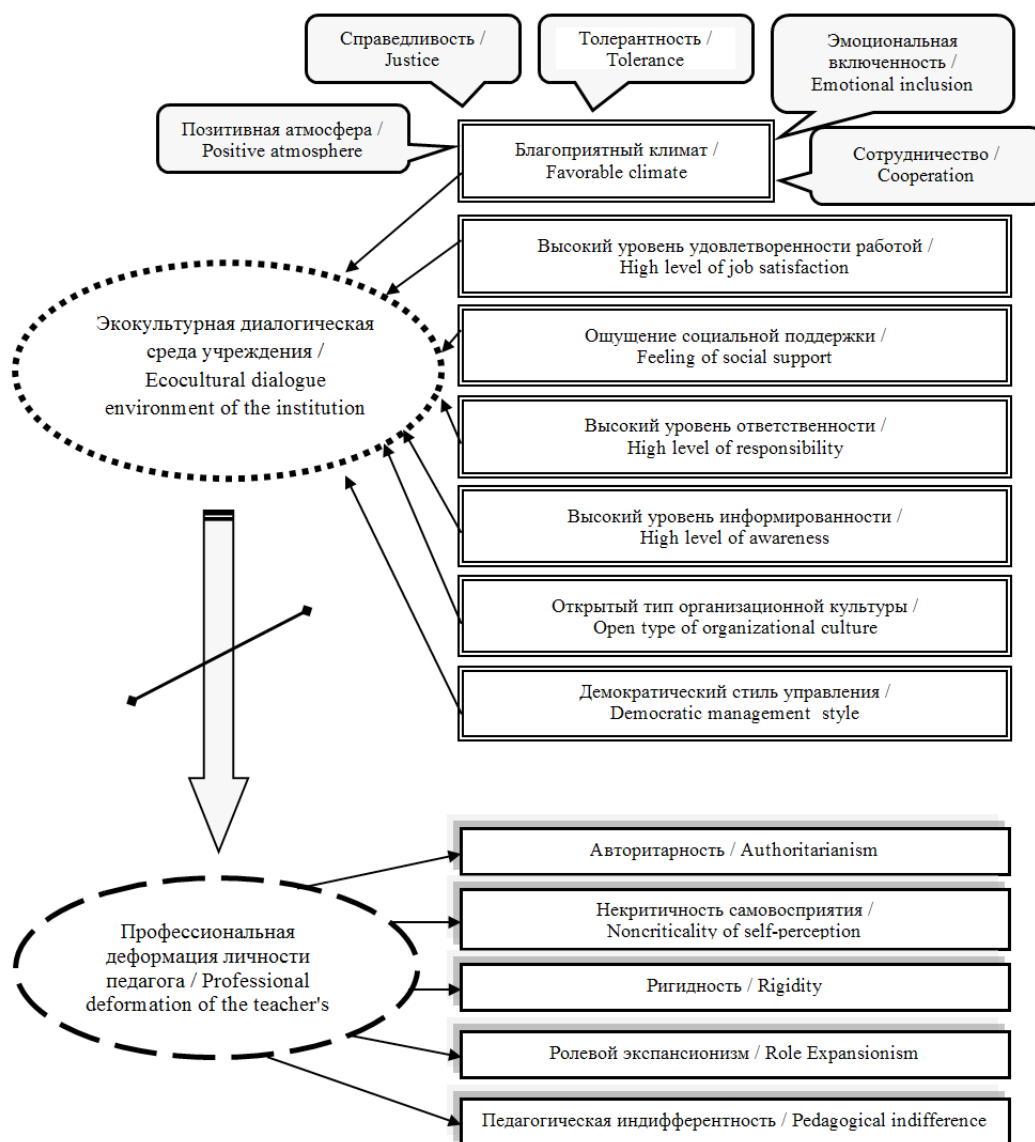 Справедливость /
Justice
Толерантность /
Tolerance
Эмоциональная
включенность /
Emotional inclusion
Позитивная атмосфера /
Positive atmosphere
Благоприятный климат /
Favorable climate
Сотрудничество /
Cooperation
Высокий уровень удовлетворенности работой /
High level of job satisfaction
Экокультурная диалогическая
среда учреждения /
Ecocultural dialogue
environment of the institution
Ощущение социальной поддержки /
Feeling of social support
Высокий уровень ответственности /
High level of responsibility
Высокий уровень информированности /
High level of awareness
Открытый тип организационной культуры /
Open type of organizational culture
Демократический стиль управления /
Democratic management style
Авторитарность / Authoritarianism
Некритичность самовосприятия /
Noncriticality of self-perception
Профессиональная
деформация личности
педагога / Professional
deformation of the teacher's
Ригидность / Rigidity
Ролевой экспансионизм / Role Expansionism
Педагогическая индифферентность / Pedagogical indifference